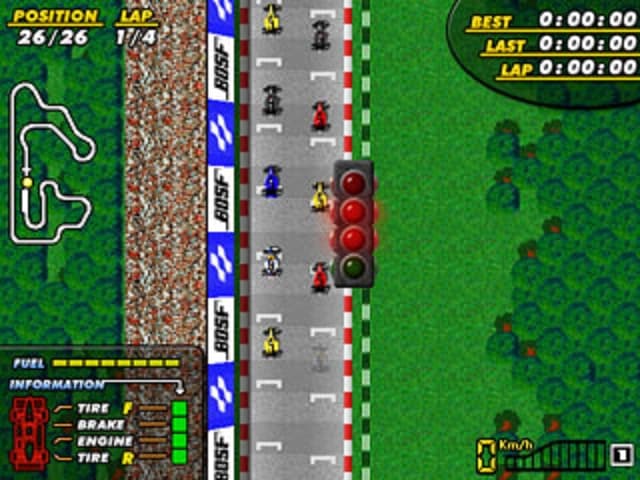 POSITION LAP
26/26 1/4
BEST 0:00:00
LAST 0:00:00
LAP 0:00:00
BOSF
BOSF
BOSF
BOSF
BOSF
FUEL
INFORMATION
TIRE F
BRAKE
ENGINE
TIRE R
0 Km/h
1